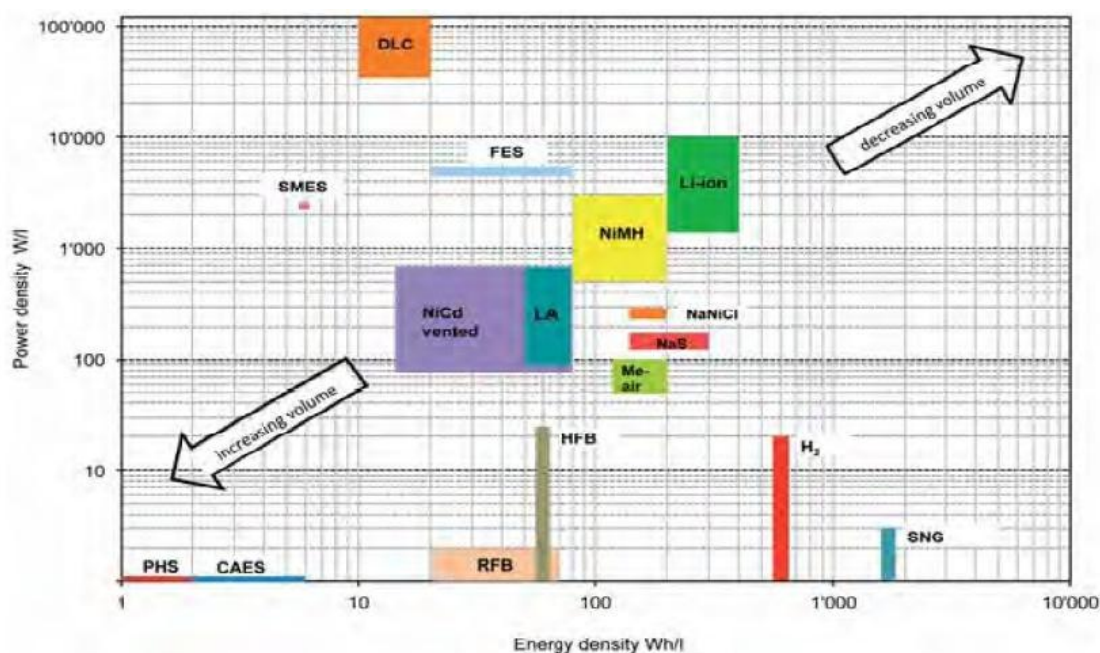 100'000
DLC
decreasing volume
10'000
FES
SMES
Li-ion
Power density W/l
NiMH
1'000
NiCd
vented
LA
NaNiCl
NaS
100
Me-
air
increasing volume
HFB
H₂
10
SNG
PHS
CAES
RFB
1
10
100
1'000
10'000
Energy density Wh/l